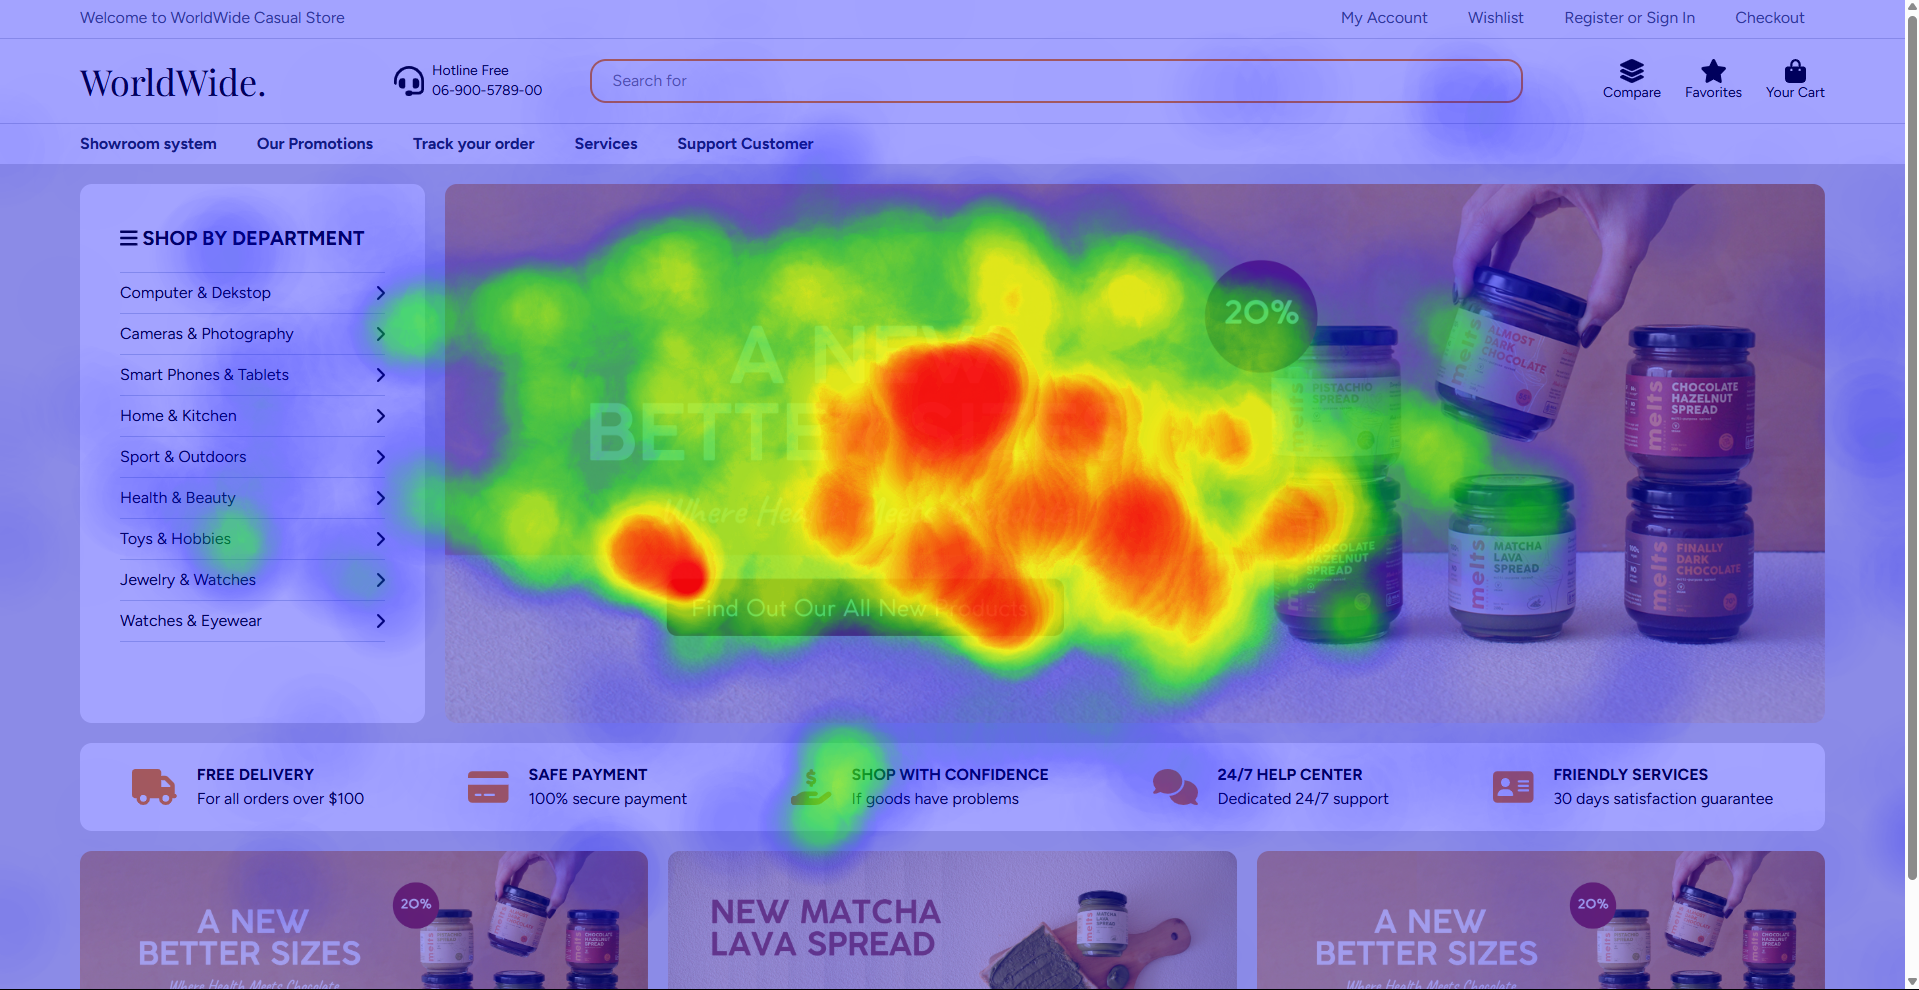 Welcome to WorldWide Casual Store
My Account
Wishlist
Register or Sign In
Checkout
WorldWide.
Hotline Free
06-900-5789-00
Search for
Compare
Favorites
Your Cart
Showroom system
Our Promotions
Track your order
Services
Support Customer
SHOP BY DEPARTMENT
Computer & Dekstop
Cameras & Photography
Smart Phones & Tablets
Home & Kitchen
Sport & Outdoors
Health & Beauty
Toys & Hobbies
Jewelry & Watches
Watches & Eyewear
A NEW
BETTE
Where Hea Meets
Find Out Our All New Products
20%
melts
ALMOST
DARK
CHOCOLATE
PISTACHIO
SPREAD
melts
CHOCOLATE
HAZELNUT
SPREAD
CHOCOLATE
HAZELNUT
SPREAD
melts
MATCHA
LAVA
SPREAD
melts
FINALLY
DARK
CHOCOLATE
FREE DELIVERY
For all orders over $100
SAFE PAYMENT
100% secure payment
SHOP WITH CONFIDENCE
If goods have problems
24/7 HELP CENTER
Dedicated 24/7 support
FRIENDLY SERVICES
30 days satisfaction guarantee
A NEW
BETTER SIZES
Where Health Meets Chocolate
20%
NEW MATCHA
LAVA SPREAD
A NEW
BETTER SIZES
Where Health Meets Chocolate
20%